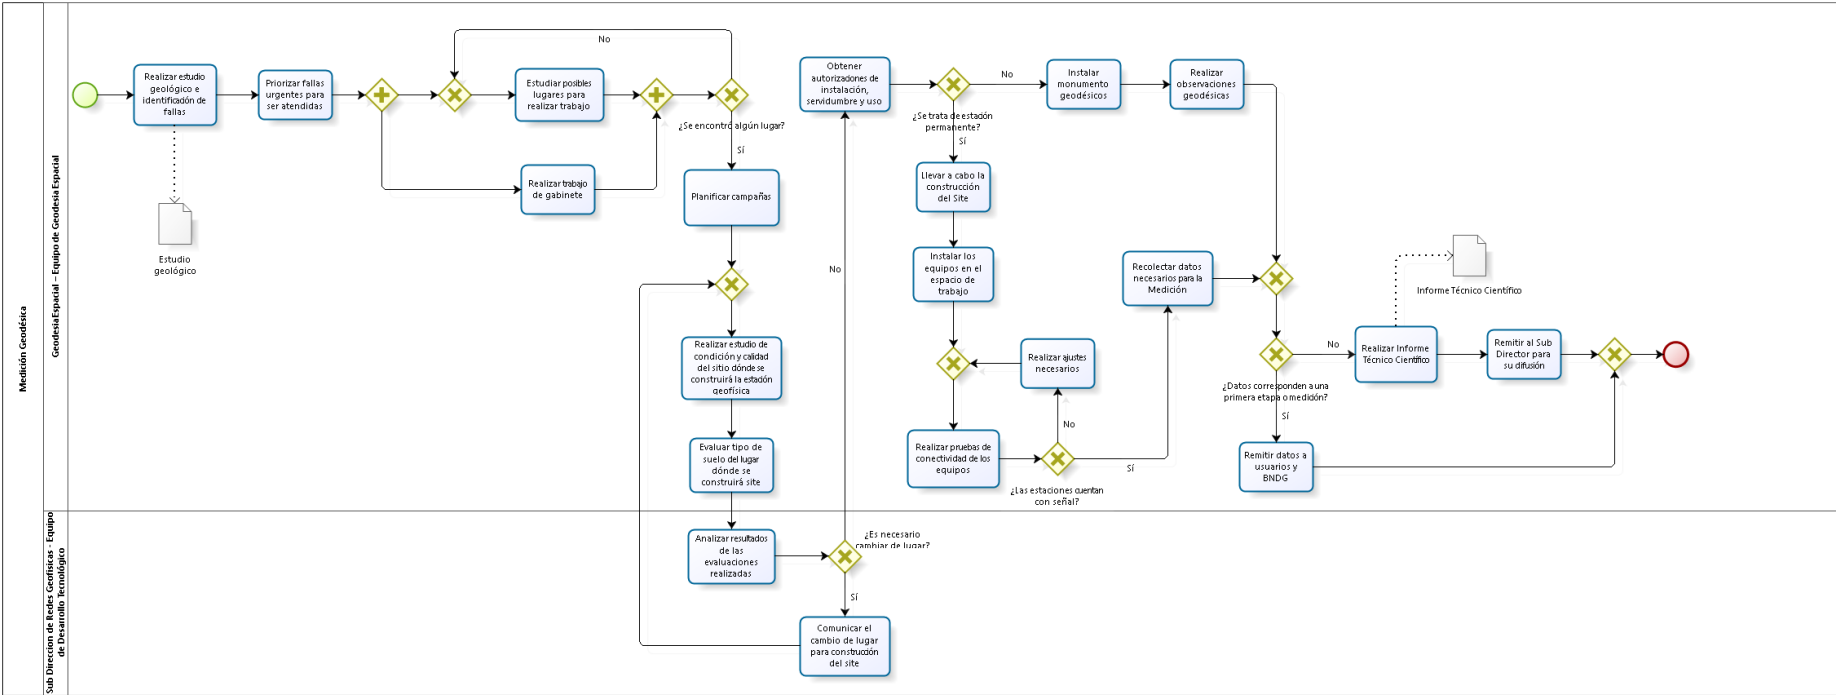 Medición Geodésica
Geodesia Espacial – Equipo de Geodesia Espacial
Sub Direccion de Redes Geofisicas - Equipo
de Desarrollo Tecnológico
Realizar estudio
geológico e
identificación de
fallas
Estudio
geológico
Priorizar fallas
urgentes para
ser atendidas
No
Estudiar posibles
lugares para
realizar trabajo
Realizar trabajo
de gabinete
¿Se encontró algún lugar?
Sí
Planificar campañas
Realizar estudio de
condición y calidad
del sitio dónde se
construirá la estación
geofísica
Evaluar tipo de
suelo del lugar
dónde se
construirá site
Analizar resultados
de las
evaluaciones
realizadas
¿Es necesario
cambiar de lugar?
Sí
Comunicar el
cambio de lugar
para construcción
del site
No
Obtener
autorizaciones de
instalación,
servidumbre y uso
¿Se trata de estación
permanente?
No
Instalar
monumento
geodésicos
Realizar
observaciones
geodésicas
Sí
Llevar a cabo la
construcción
del Site
Instalar los
equipos en el
espacio de
trabajo
Realizar ajustes
necesarios
No
Realizar pruebas de
conectividad de los
equipos
¿Las estaciones cuentan
con señal?
Sí
Recolectar datos
necesarios para la
Medición
¿Datos corresponden a una
primera etapa o medición?
No
Realizar Informe
Técnico Científico
Informe Técnico Científico
Remitir al Sub
Director para
su difusión
Sí
Remitir datos a
usuarios y
BNDG